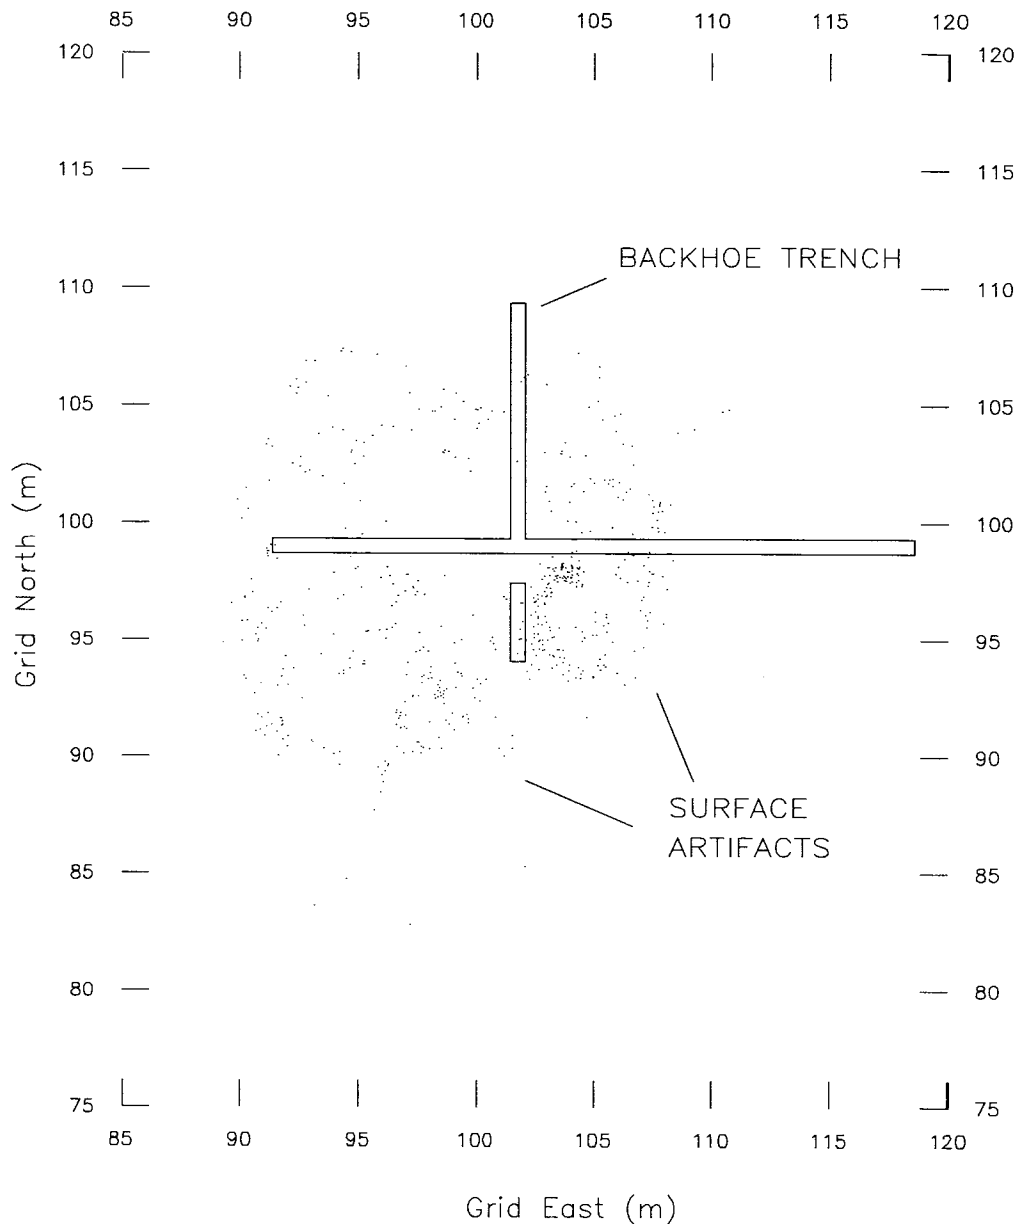 85 90 95 100 105 110 115 120
120 120
115 115
BACKHOE TRENCH
110 110
105 105
100 100
Grid North (m)
95 95
90 90
SURFACE
ARTIFACTS
85 85
80 80
75 75
85 90 95 100 105 110 115 120
Grid East (m)